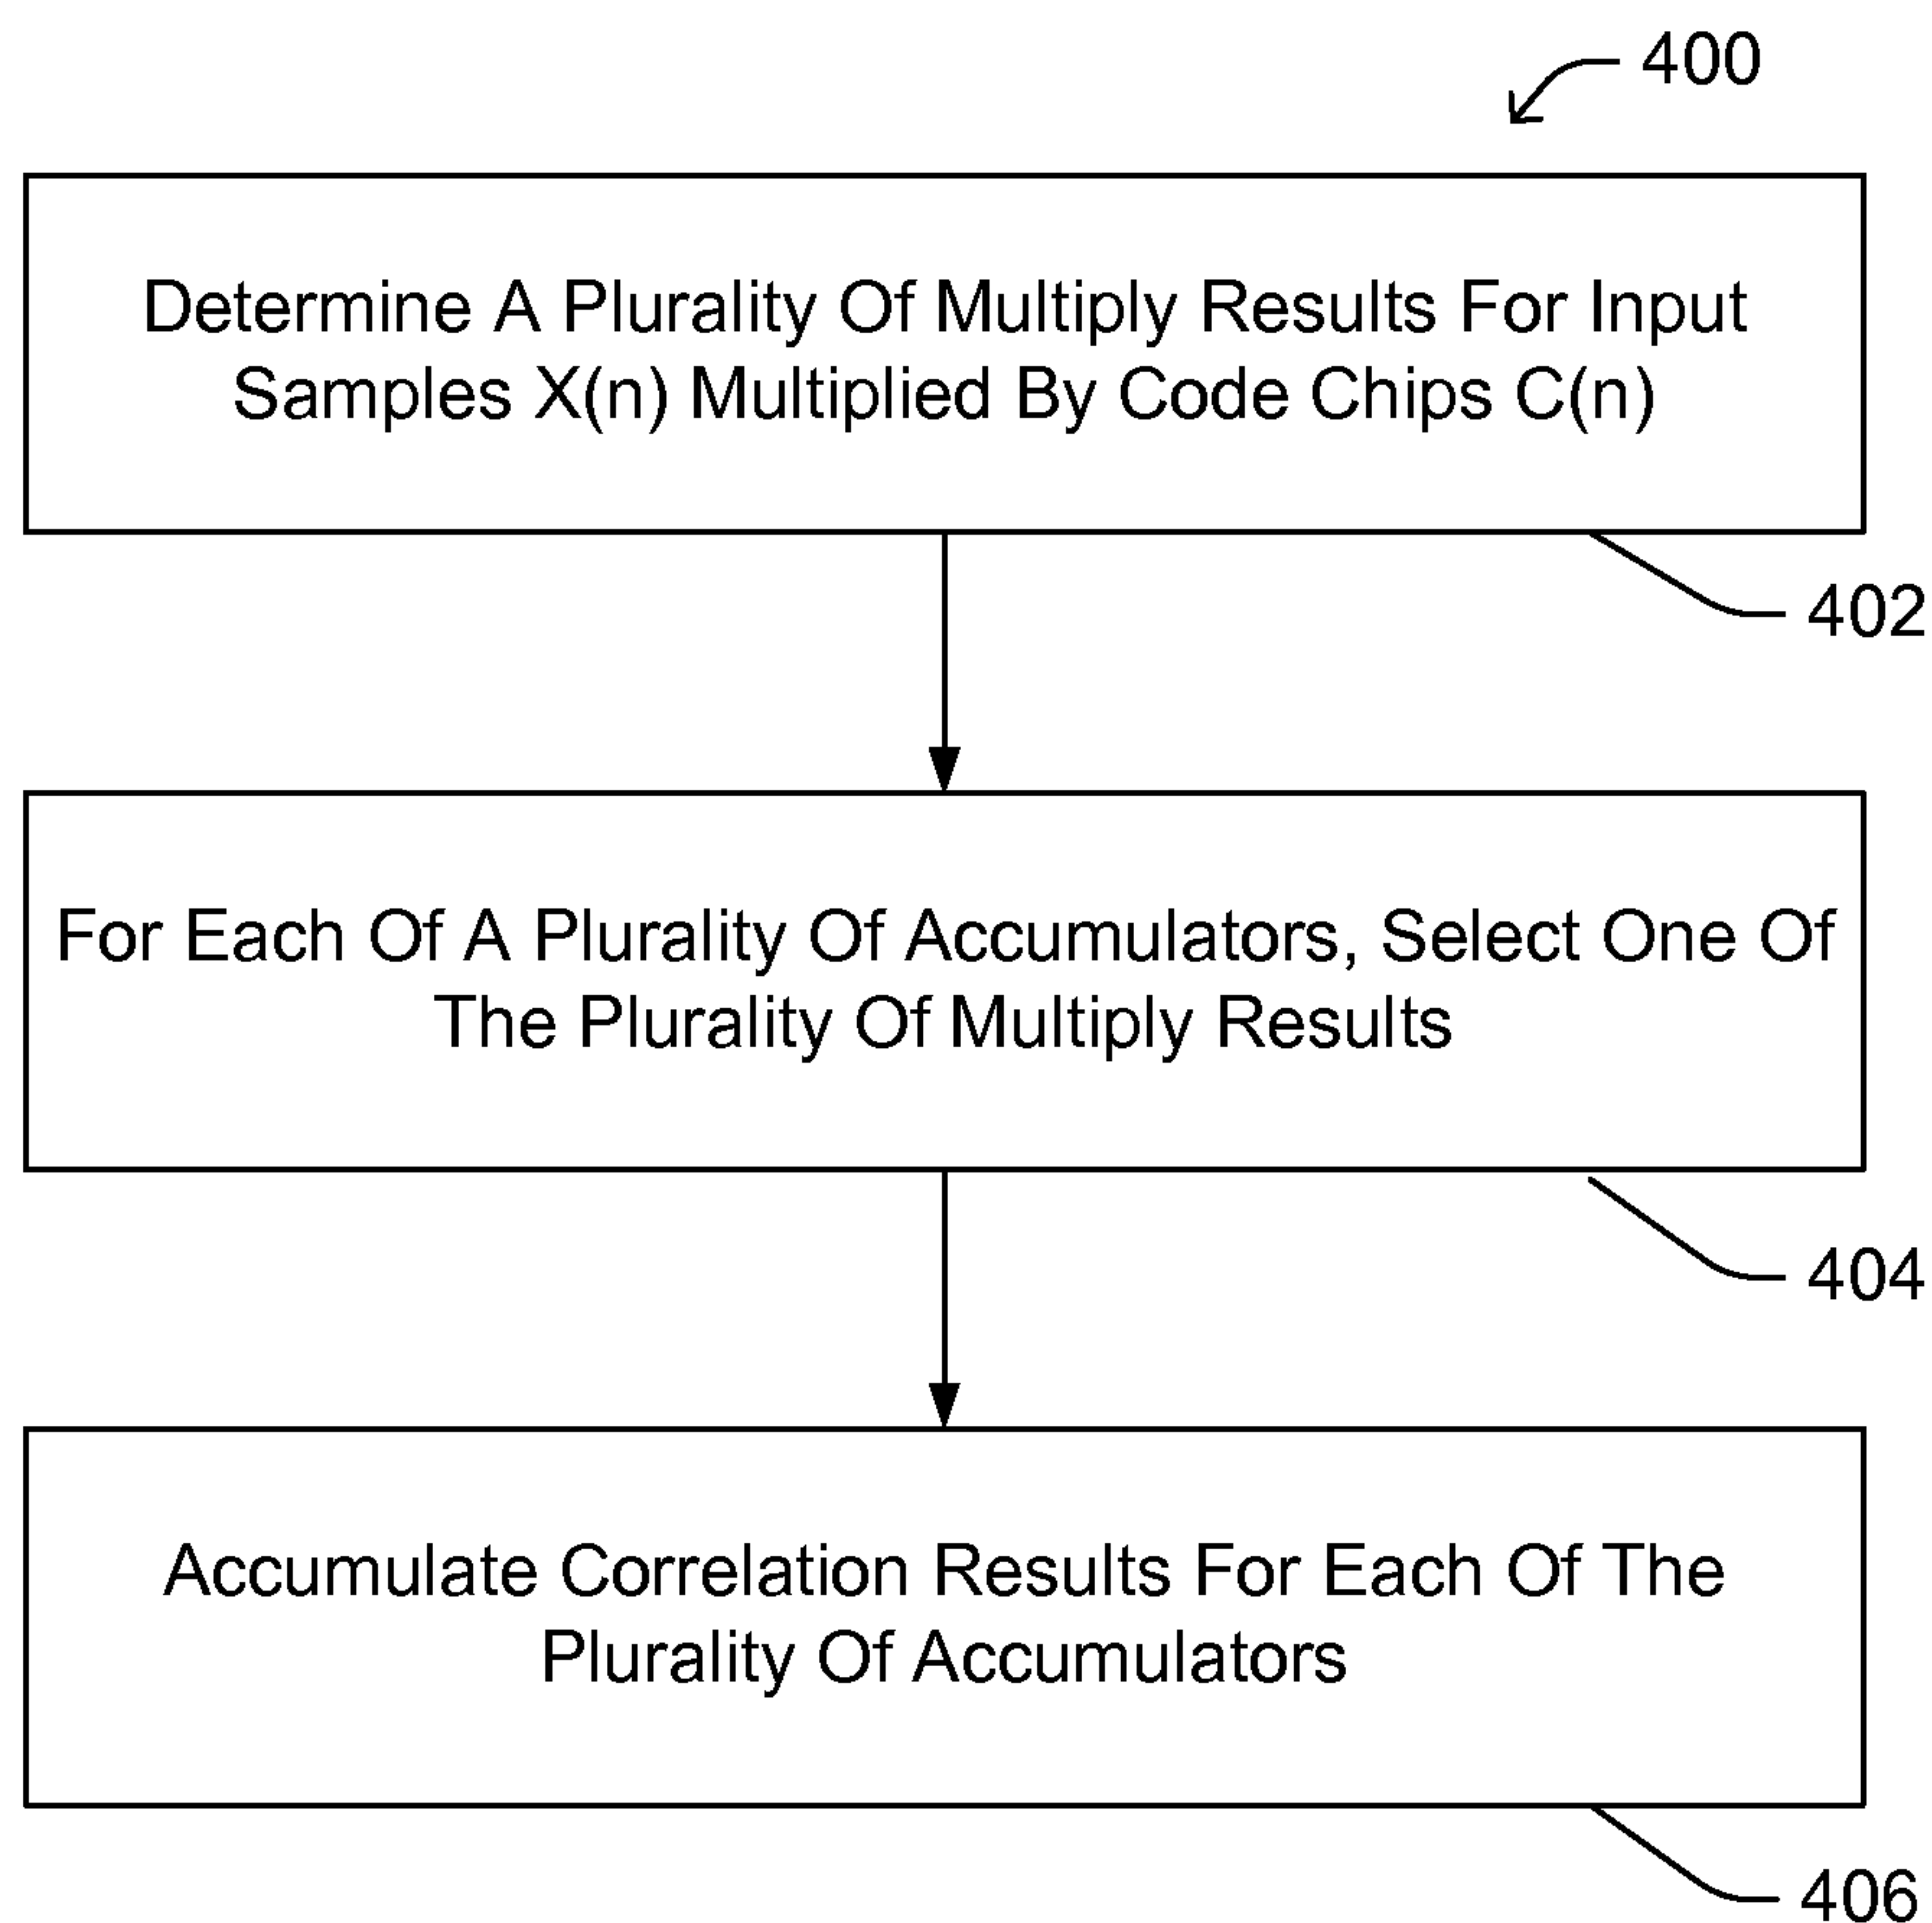 400
Determine A Plurality Of Multiply Results For Input
Samples X(n) Multiplied By Code Chips C(n)
402
For Each Of A Plurality Of Accumulators, Select One Of
The Plurality Of Multiply Results
404
Accumulate Correlation Results For Each Of The
Plurality Of Accumulators
406